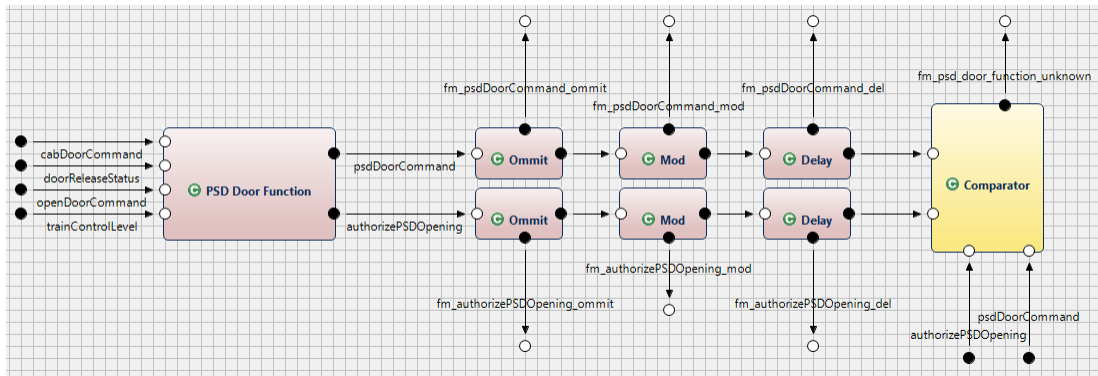 fm_psdDoorCommand_ommit
fm_psdDoorCommand_mod
fm_psdDoorCommand_del
fm_psd_door_function_unknown
cabDoorCommand
doorReleaseStatus
openDoorCommand
trainControlLevel
C PSD Door Function
psdDoorCommand
authorizePSDOpening
C Ommit
C Mod
C Delay
C Ommit
C Mod
C Delay
C Comparator
fm_authorizePSDOpening_ommit
fm_authorizePSDOpening_mod
fm_authorizePSDOpening_del
psdDoorCommand
authorizePSDOpening